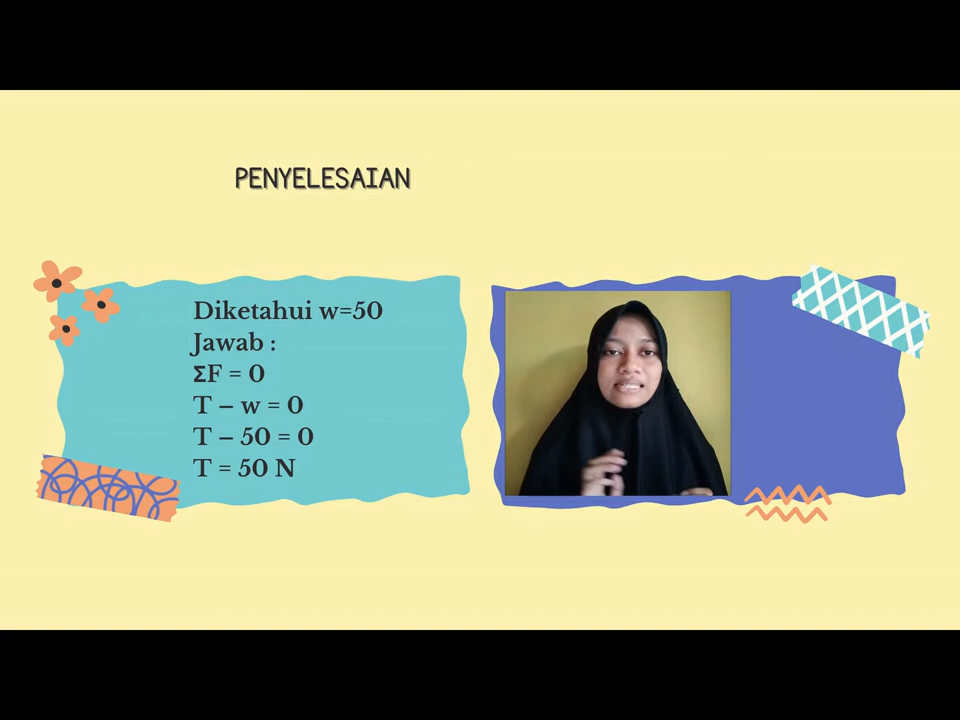 PENYELESAIAN
Diketahui w=50
Jawab :
ΣF = 0
T – w = 0
T – 50 = 0
T = 50 N